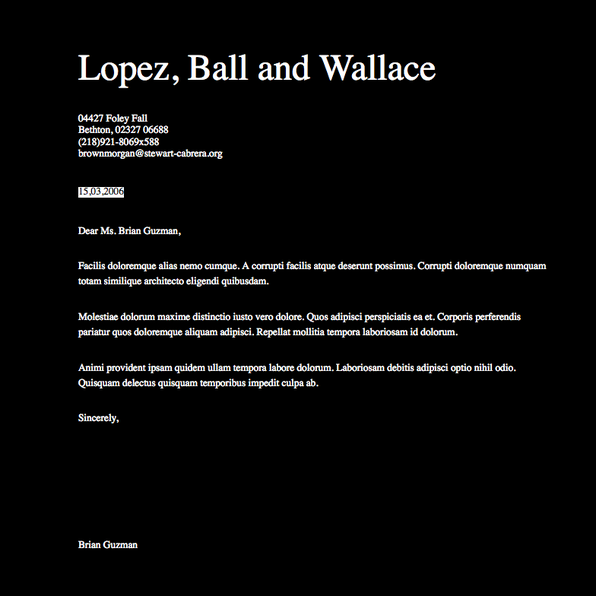 Lopez, Ball and Wallace
04427 Foley Fall
Bethton, 02327 06688
(218)921-8069x588
brownmorgan@stewart-cabrera.org
15,03,2006
Dear Ms. Brian Guzman,
Facilis doloremque alias nemo cumque. A corrupti facilis atque deserunt possimus. Corrupti doloremque numquam
totam similique architecto eligendi quibusdam.
Molestiae dolorum maxime distinctio iusto vero dolore. Quos adipisci perspiciatis ea et. Corporis perferendis
pariatur quos doloremque aliquam adipisci. Repellat mollitia tempora laboriosam id dolorum.
Animi provident ipsam quidem ullam tempora labore dolorum. Laboriosam debitis adipisci optio nihil odio.
Quisquam delectus quisquam temporibus impedit culpa ab.
Sincerely,
Brian Guzman